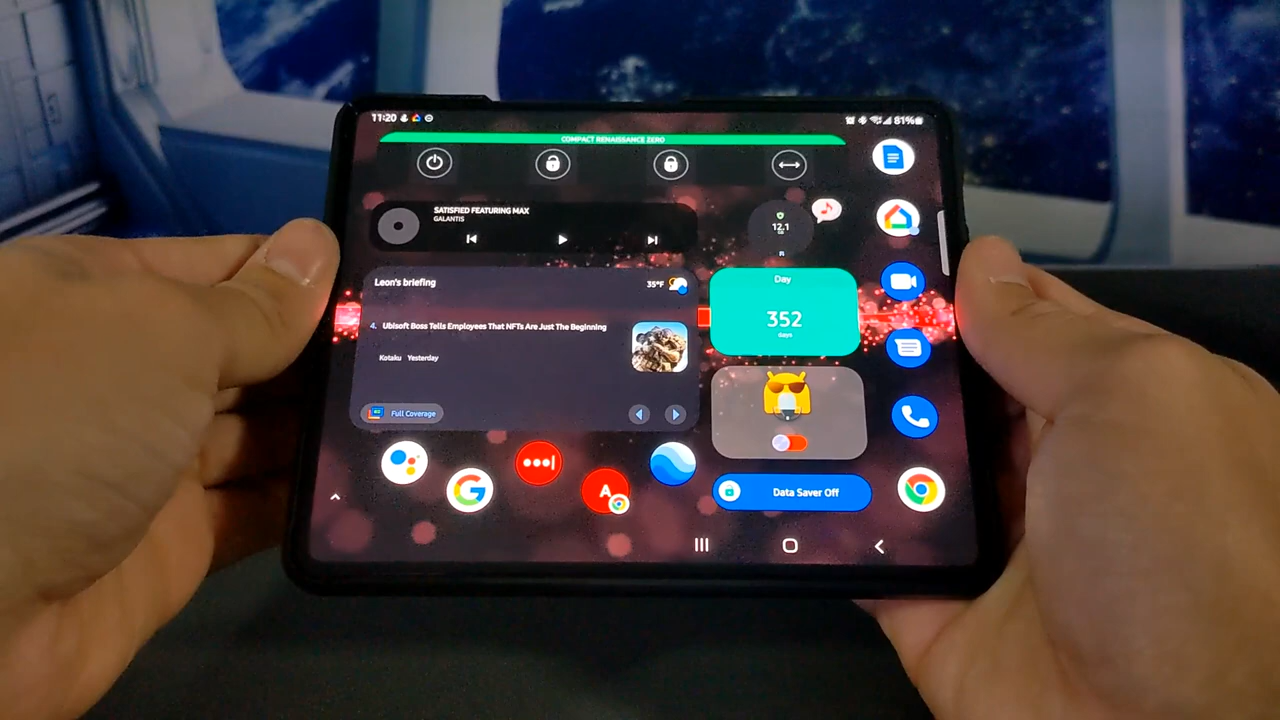 11:20
81%
COMPACT RENAISSANCE ZERO
SATISFIED FEATURING MAX
GALANTIS
12.1
GB
Leon's briefing
35°F
4. Ubisoft Boss Tells Employees That NFTs Are Just The Beginning
Kotaku Yesterday
Full Coverage
Day
352
days
G
A
Data Saver Off